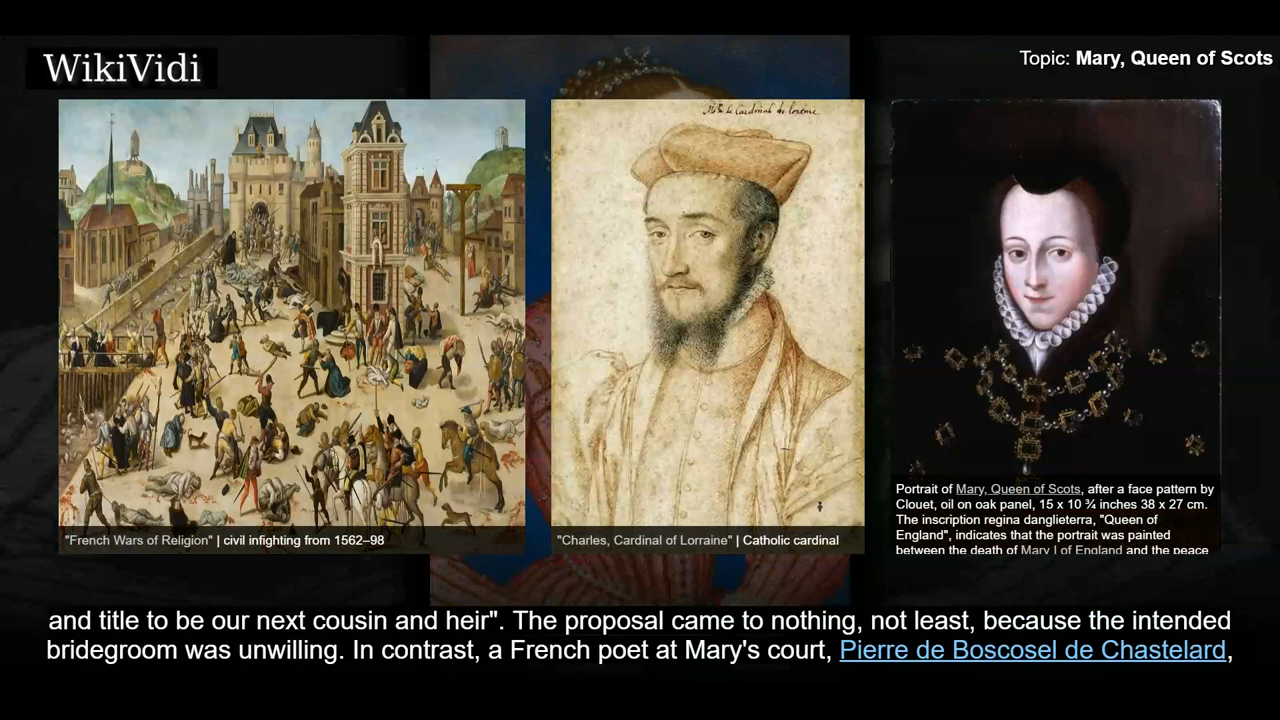 WikiVidi
Topic: Mary, Queen of Scots
"French Wars of Religion" | civil infighting from 1562–98
"Charles, Cardinal of Lorraine" | Catholic cardinal
Portrait of Mary, Queen of Scots, after a face pattern by
Clouet, oil on oak panel, 15 x 10 ¾ inches 38 x 27 cm.
The inscription regina danglieterra, "Queen of
England", indicates that the portrait was painted
between the death of Mary I of England and the peace
and title to be our next cousin and heir". The proposal came to nothing, not least, because the intended
bridegroom was unwilling. In contrast, a French poet at Mary's court, Pierre de Boscosel de Chastelard,